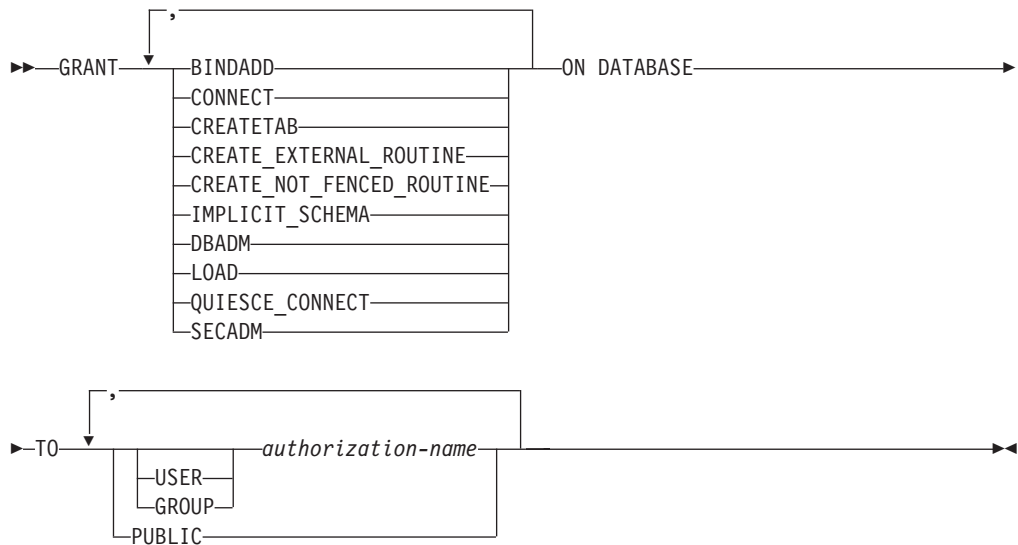 ,
GRANT BINDADD ON DATABASE
CONNECT
CREATETAB
CREATE_EXTERNAL_ROUTINE
CREATE_NOT_FENCED_ROUTINE
IMPLICIT_SCHEMA
DBADM
LOAD
QUIESCE_CONNECT
SECADM
,
TO authorization-name
USER
GROUP
PUBLIC